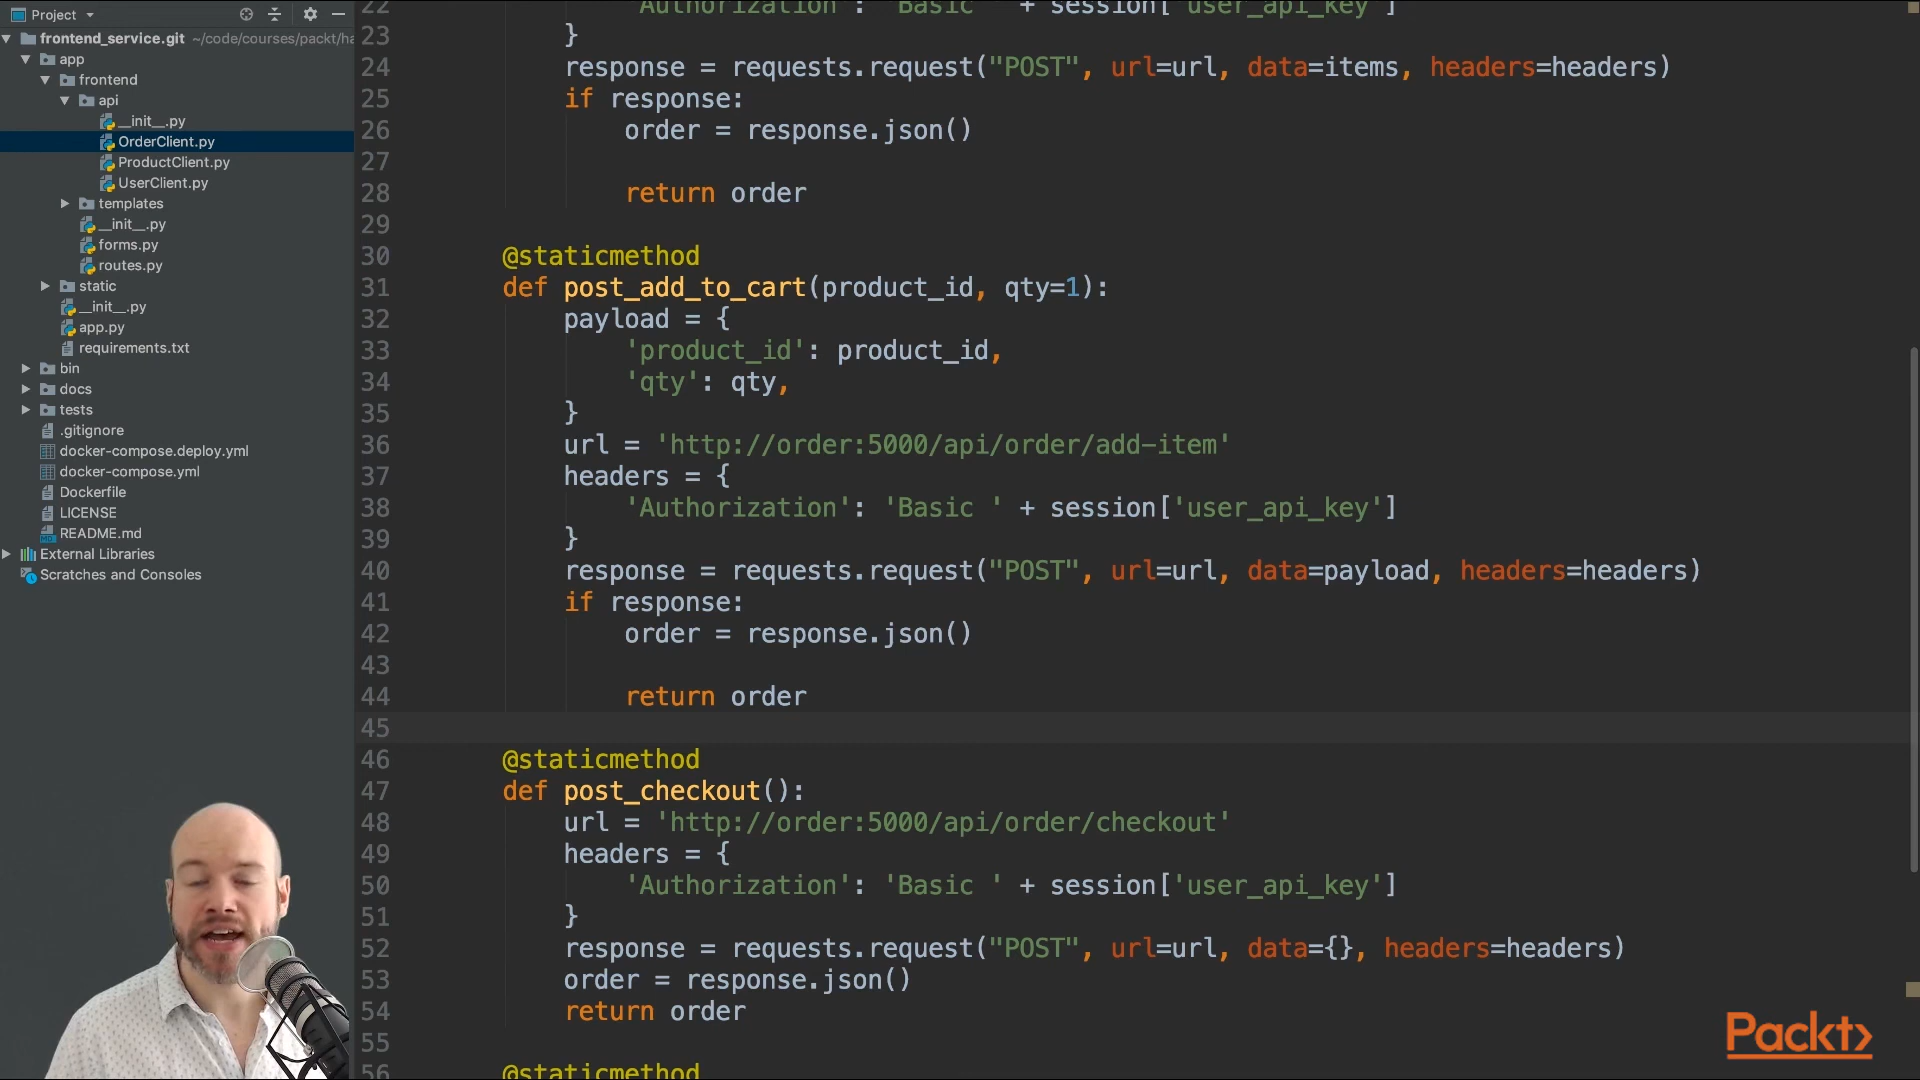 Project
frontend_service.git ~/code/courses/packt/ha
app
frontend
api
__init__.py
OrderClient.py
ProductClient.py
UserClient.py
templates
__init__.py
forms.py
routes.py
static
__init__.py
app.py
requirements.txt
bin
docs
tests
.gitignore
docker-compose.deploy.yml
docker-compose.yml
Dockerfile
LICENSE
README.md
External Libraries
Scratches and Consoles
22 'Authorization': 'Basic ' + session['user_api_key']
23 }
24 response = requests.request("POST", url=url, data=items, headers=headers)
25 if response:
26 order = response.json()
27
28 return order
29
30 @staticmethod
31 def post_add_to_cart(product_id, qty=1):
32 payload = {
33 'product_id': product_id,
34 'qty': qty,
35 }
36 url = 'http://order:5000/api/order/add-item'
37 headers = {
38 'Authorization': 'Basic ' + session['user_api_key']
39 }
40 response = requests.request("POST", url=url, data=payload, headers=headers)
41 if response:
42 order = response.json()
43
44 return order
45
46 @staticmethod
47 def post_checkout():
48 url = 'http://order:5000/api/order/checkout'
49 headers = {
50 'Authorization': 'Basic ' + session['user_api_key']
51 }
52 response = requests.request("POST", url=url, data={}, headers=headers)
53 order = response.json()
54 return order
55
56 @staticmethod
Packt>